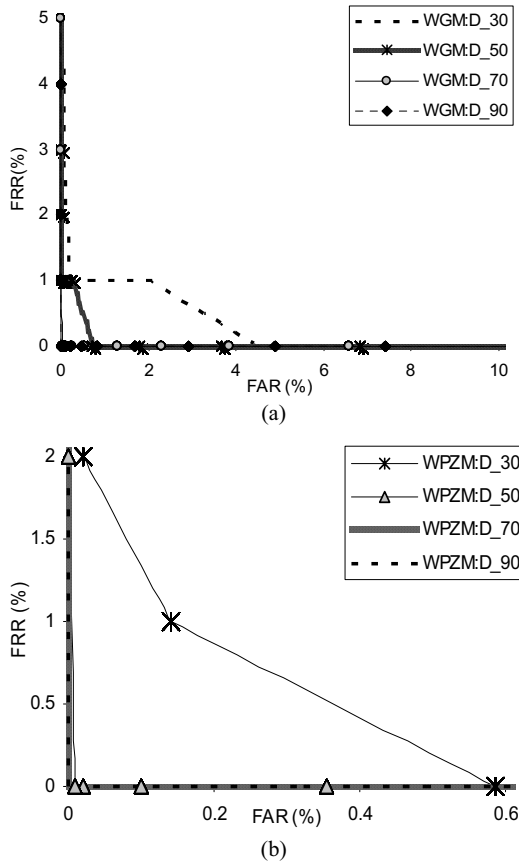 5
4
3
2
1
0
FRR(%)
0
2
4
6
8
10
FAR (%)
WGM:D_30
WGM:D_50
WGM:D_70
WGM:D_90
(a)
2
1.5
1
0.5
0
FRR (%)
0
0.2
0.4
0.6
FAR (%)
WPZM:D_30
WPZM:D_50
WPZM:D_70
WPZM:D_90
(b)